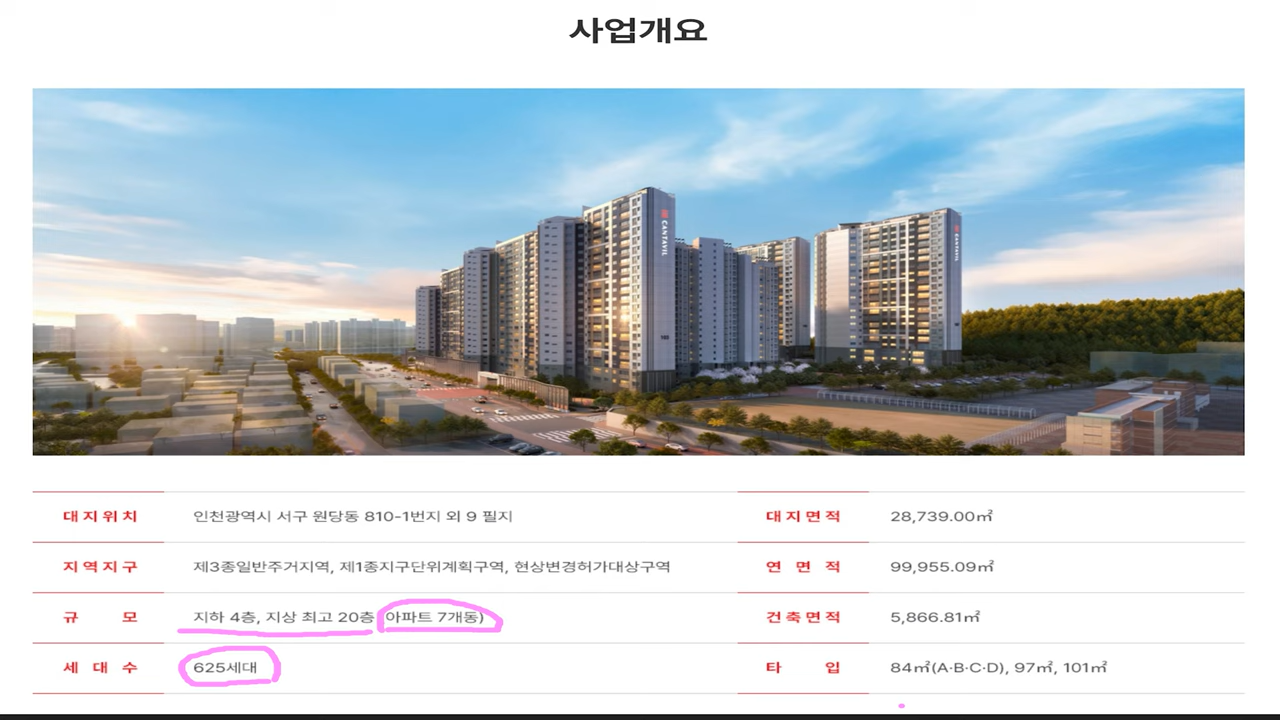 사업개요
CANTAVIL
CANTAVIL
103
대지위치 인천광역시 서구 원당동 810-1번지 외 9 필지 대지면적 28,739.00㎡
지역지구 제3종일반주거지역, 제1종지구단위계획구역, 현상변경허가대상구역 연면적 99,955.09㎡
규모 지하 4층, 지상 최고 20층 (아파트 7개동) 건축면적 5,866.81㎡
세대수 625세대 타입 84㎡(A·B·C·D), 97㎡, 101㎡